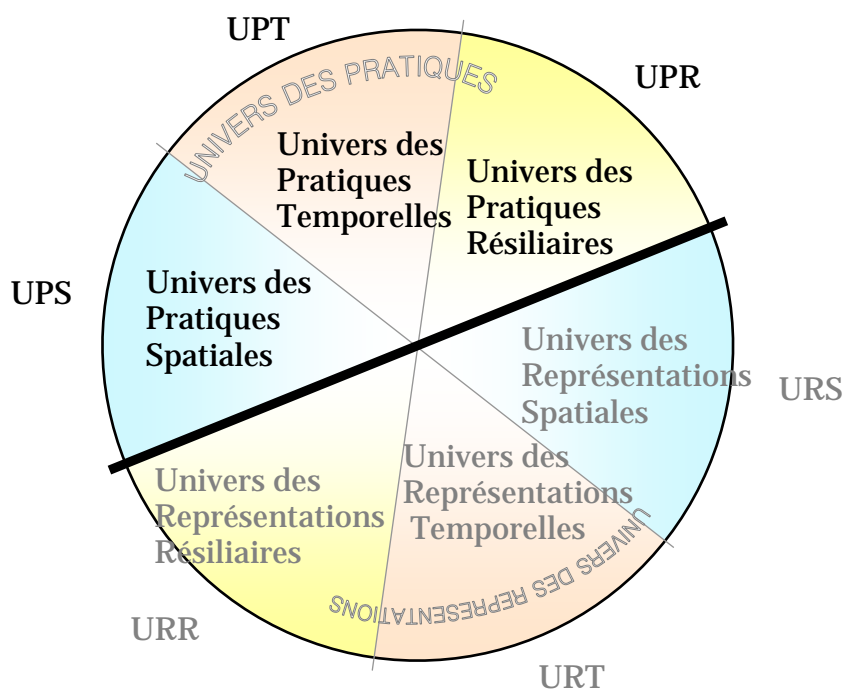 UPT
UPR
UNIVERS DES PRATIQUES
Univers des
Pratiques
Temporelles
Univers des
Pratiques
Résiliaires
UPS
Univers des
Pratiques
Spatiales
Univers des
Représentations
Spatiales
URS
Univers des
Représentations
Temporelles
Univers des
Représentations
Résiliaires
UNIVERS DES REPRESENTATIONS
URR
URT